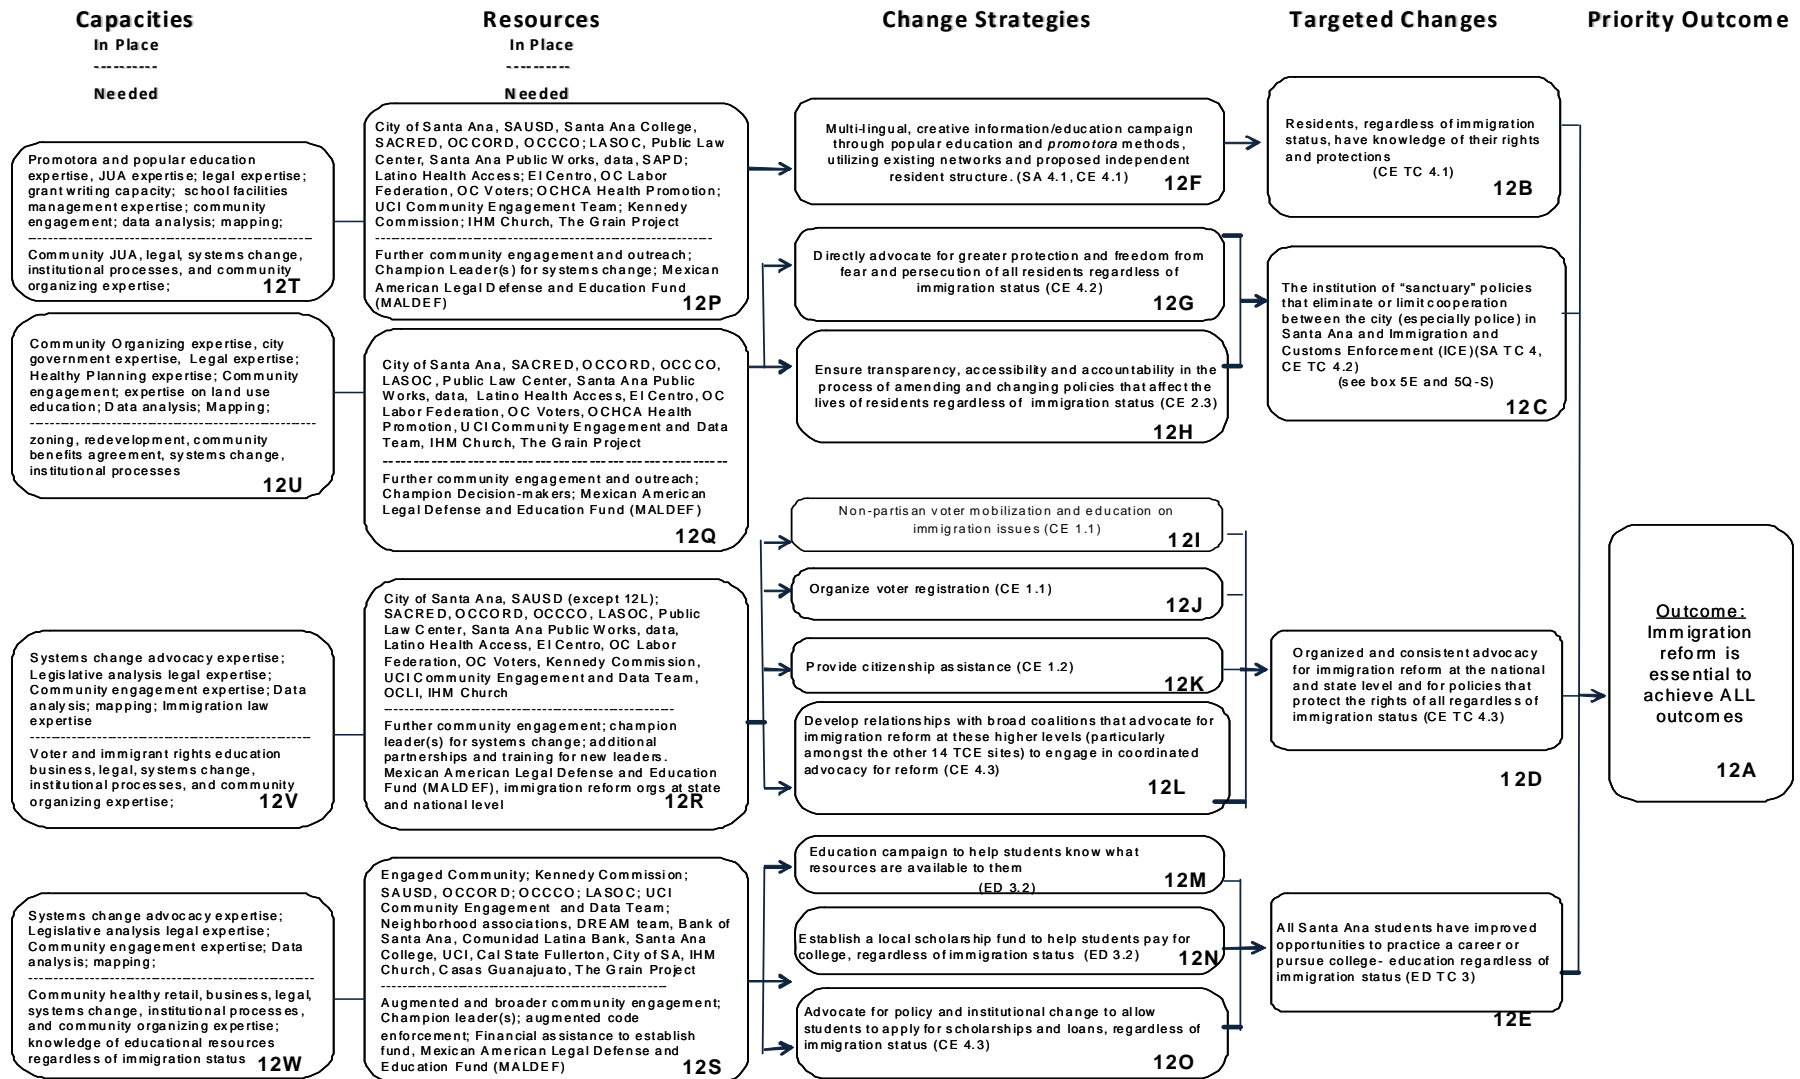 Capacities
In Place
----------
Needed
Resources
In Place
----------
Needed
Change Strategies
Targeted Changes
Priority Outcome
Promotora and popular education
expertise, JUA expertise; legal expertise;
grant writing capacity; school facilities
management expertise; community
engagement; data analysis; mapping;
Community JUA, legal, systems change,
institutional processes, and community
organizing expertise;
12T
Community Organizing expertise, city
government expertise, Legal expertise;
Healthy Planning expertise; Community
engagement; expertise on land use
education; Data analysis; Mapping;
zoning, redevelopment, community
benefits agreement, systems change,
institutional processes
12U
Systems change advocacy expertise;
Legislative analysis legal expertise;
Community engagement expertise; Data
analysis; mapping; Immigration law
expertise
Voter and immigrant rights education
business, legal, systems change,
institutional processes, and community
organizing expertise;
12V
Systems change advocacy expertise;
Legislative analysis legal expertise;
Community engagement expertise; Data
analysis; mapping;
Community healthy retail, business, legal,
systems change, institutional processes,
and community organizing expertise;
knowledge of educational resources
regardless of immigration status
12W
City of Santa Ana, SAUSD, Santa Ana College,
SACRED, OCCORD, OCCCO; LASOC, Public Law
Center, Santa Ana Public Works, data, SAPD;
Latino Health Access; El Centro, OC Labor
Federation, OC Voters; OCHCA Health Promotion;
UCI Community Engagement Team; Kennedy
Commission; IHM Church, The Grain Project
Further community engagement and outreach;
Champion Leader(s) for systems change; Mexican
American Legal Defense and Education Fund
(MALDEF)
12P
City of Santa Ana, SACRED, OCCORD, OCCCO,
LASOC, Public Law Center, Santa Ana Public
Works, data, Latino Health Access, El Centro, OC
Labor Federation, OC Voters, OCHCA Health
Promotion, UCI Community Engagement and Data
Team, IHM Church, The Grain Project
Further community engagement and outreach;
Champion Decision-makers; Mexican American
Legal Defense and Education Fund (MALDEF)
12Q
City of Santa Ana, SAUSD (except 12L);
SACRED, OCCORD, OCCCO, LASOC, Public
Law Center, Santa Ana Public Works, data,
Latino Health Access, El Centro, OC Labor
Federation, OC Voters, Kennedy Commission,
UCI Community Engagement and Data Team,
OCLI, IHM Church
Further community engagement; champion
leader(s) for systems change; additional
partnerships and training for new leaders.
Mexican American Legal Defense and Education
Fund (MALDEF), immigration reform orgs at state
and national level
12R
Engaged Community; Kennedy Commission;
SAUSD, OCCORD; OCCCO; LASOC; UCI
Community Engagement and Data Team;
Neighborhood associations, DREAM team, Bank of
Santa Ana, Comunidad Latina Bank, Santa Ana
College, UCI, Cal State Fullerton, City of SA, IHM
Church, Casas Guanajuato, The Grain Project
Augmented and broader community engagement;
Champion leader(s); augmented code
enforcement; Financial assistance to establish
fund, Mexican American Legal Defense and
Education Fund (MALDEF)
12S
Multi-lingual, creative information/education campaign
through popular education and promotora methods,
utilizing existing networks and proposed independent
resident structure. (SA 4.1, CE 4.1)
12F
Directly advocate for greater protection and freedom from
fear and persecution of all residents regardless of
immigration status (CE 4.2)
12G
Ensure transparency, accessibility and accountability in the
process of amending and changing policies that affect the
lives of residents regardless of immigration status (CE 2.3)
12H
Non-partisan voter mobilization and education on
immigration issues (CE 1.1)
12I
Organize voter registration (CE 1.1)
12J
Provide citizenship assistance (CE 1.2)
12K
Develop relationships with broad coalitions that advocate for
immigration reform at these higher levels (particularly
amongst the other 14 TCE sites) to engage in coordinated
advocacy for reform (CE 4.3)
12L
Education campaign to help students know what
resources are available to them
(ED 3.2)
12M
Establish a local scholarship fund to help students pay for
college, regardless of immigration status (ED 3.2)
12N
Advocate for policy and institutional change to allow
students to apply for scholarships and loans, regardless of
immigration status (CE 4.3)
12O
Residents, regardless of immigration
status, have knowledge of their rights
and protections
(CE TC 4.1)
12B
The institution of “sanctuary” policies
that eliminate or limit cooperation
between the city (especially police) in
Santa Ana and Immigration and
Customs Enforcement (ICE)(SA TC 4,
CE TC 4.2)
(see box 5E and 5Q-S)
12C
Organized and consistent advocacy
for immigration reform at the national
and state level and for policies that
protect the rights of all regardless of
immigration status (CE TC 4.3)
12D
All Santa Ana students have improved
opportunities to practice a career or
pursue college- education regardless of
immigration status (ED TC 3)
12E
Outcome:
Immigration
reform is
essential to
achieve ALL
outcomes
12A